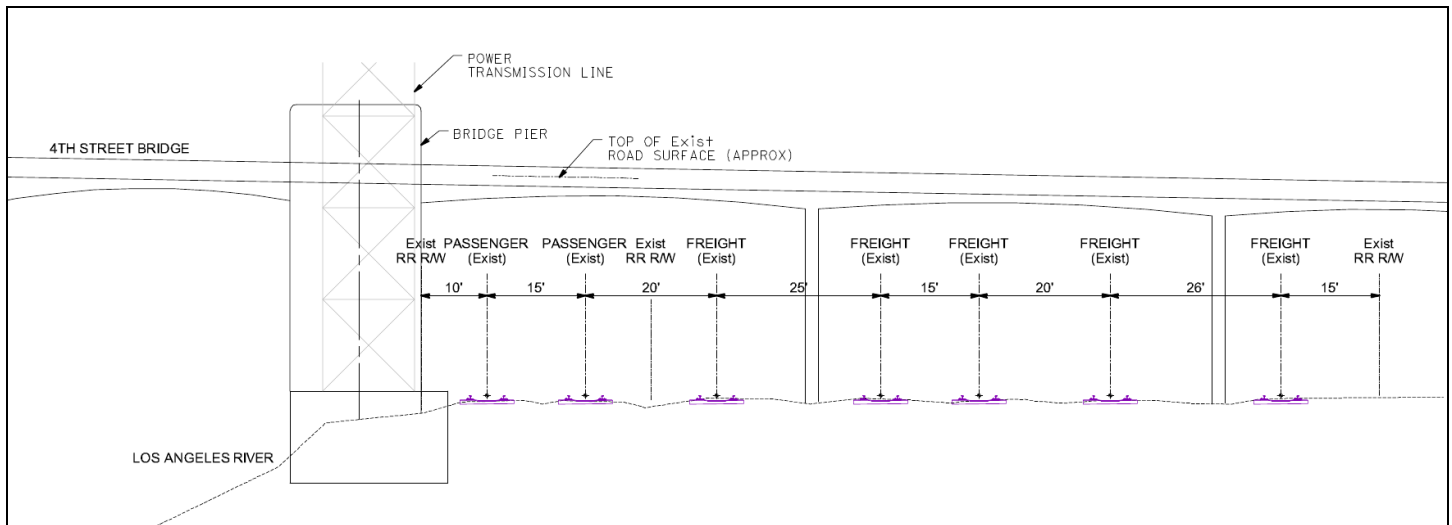 POWER
TRANSMISSION LINE
BRIDGE PIER
TOP OF Exist
ROAD SURFACE (APPROX)
4TH STREET BRIDGE
Exist
RR R/W
PASSENGER
(Exist)
PASSENGER
(Exist)
Exist
RR R/W
FREIGHT
(Exist)
FREIGHT
(Exist)
FREIGHT
(Exist)
FREIGHT
(Exist)
FREIGHT
(Exist)
Exist
RR R/W
10' 15' 20' 25' 15' 20' 26' 15'
LOS ANGELES RIVER